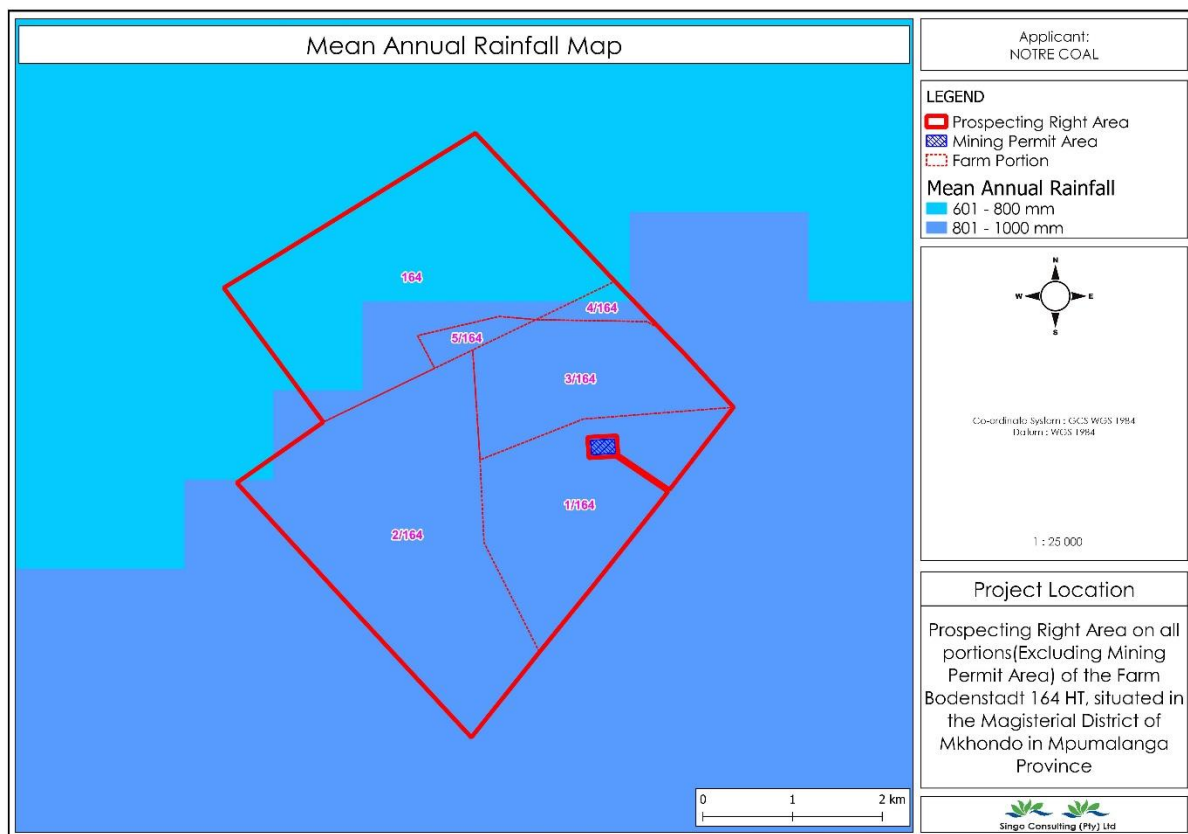 Mean Annual Rainfall Map
Applicant:
NOTRE COAL
LEGEND
Prospecting Right Area
Mining Permit Area
Farm Portion
Mean Annual Rainfall
601 - 800 mm
801 - 1000 mm
164
4/164
5/164
3/164
1/164
2/164
N
W
E
S
Co-ordinate System : GCS WGS 1984
Datum : WGS 1984
1 : 25 000
Project Location
Prospecting Right Area on all
portions(Excluding Mining
Permit Area) of the Farm
Bodenstadt 164 HT, situated in
the Magisterial District of
Mkhondo in Mpumalanga
Province
0 1 2 km
Singo Consulting (Pty) Ltd